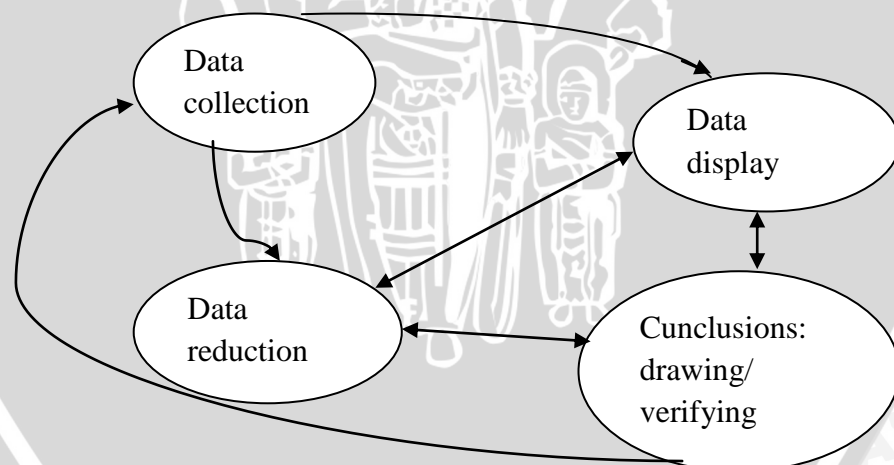 Data
collection
Data
display
Data
reduction
Cunclusions:
drawing/
verifying